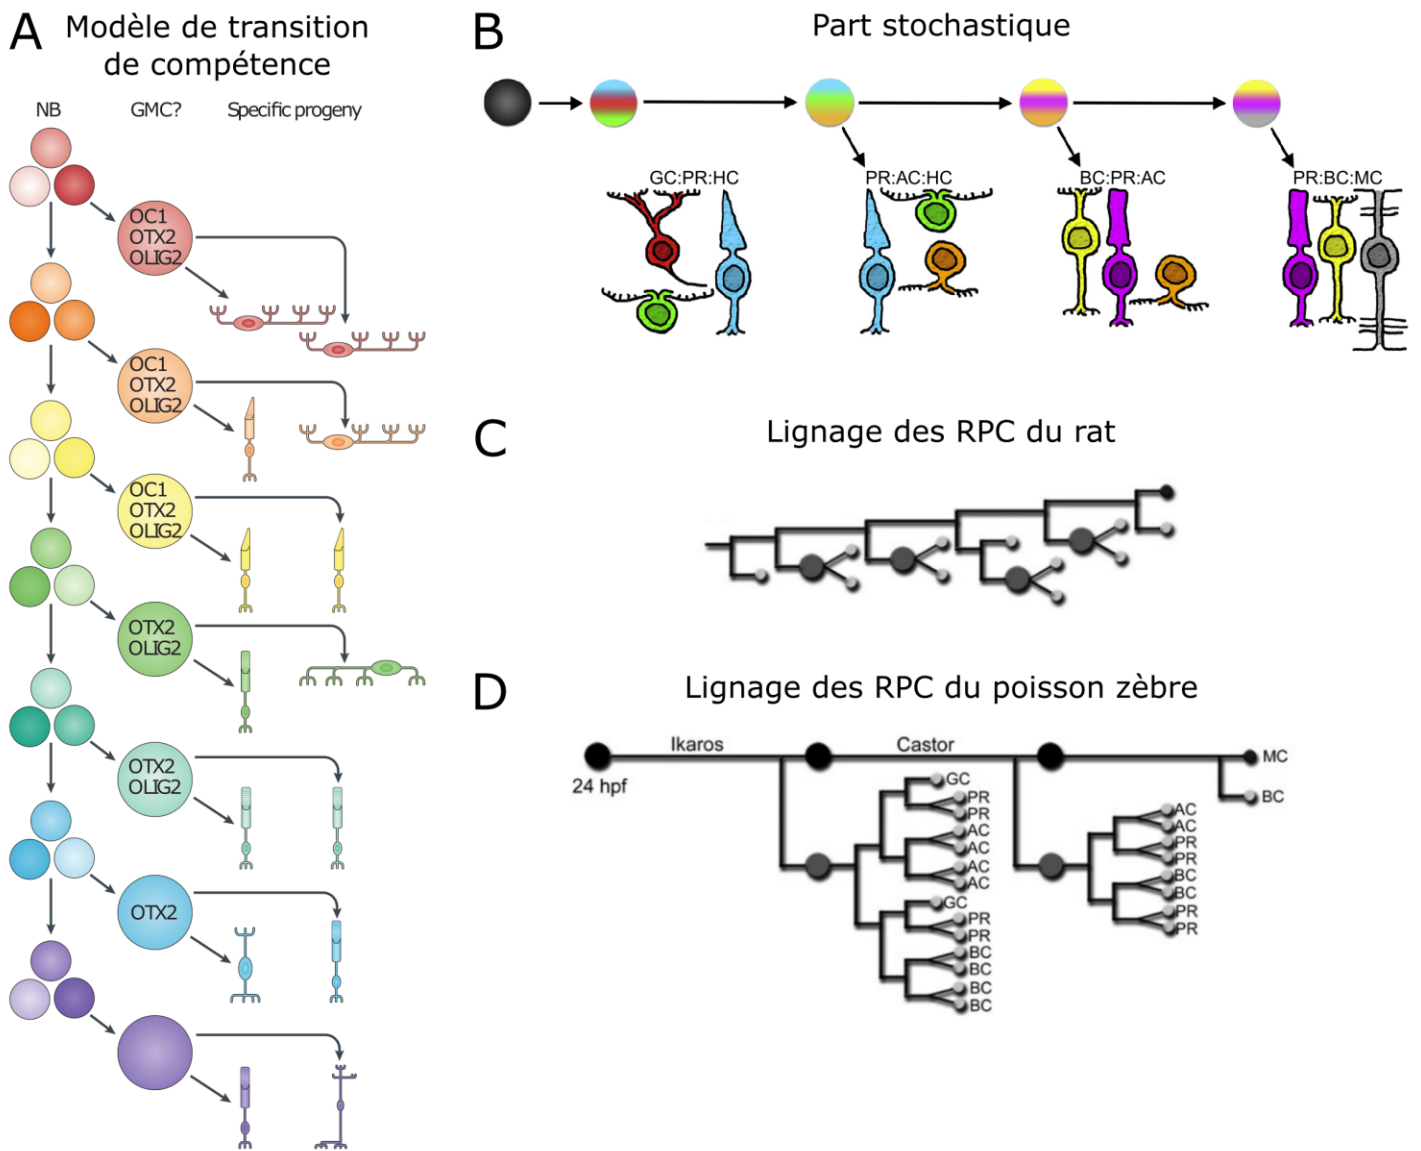 A
Modèle de transition
de compétence
NB
GMC?
Specific progeny
OC1
OTX2
OLIG2
OC1
OTX2
OLIG2
OC1
OTX2
OLIG2
OTX2
OLIG2
OTX2
OLIG2
OTX2
B
Part stochastique
GC:PR:HC
PR:AC:HC
BC:PR:AC
PR:BC:MC
C
Lignage des RPC du rat
D
Lignage des RPC du poisson zèbre
Ikaros
Castor
24 hpf
MC
BC
GC
PR
PR
AC
AC
AC
AC
GC
PR
PR
BC
BC
BC
BC
AC
AC
PR
PR
BC
BC
PR
PR